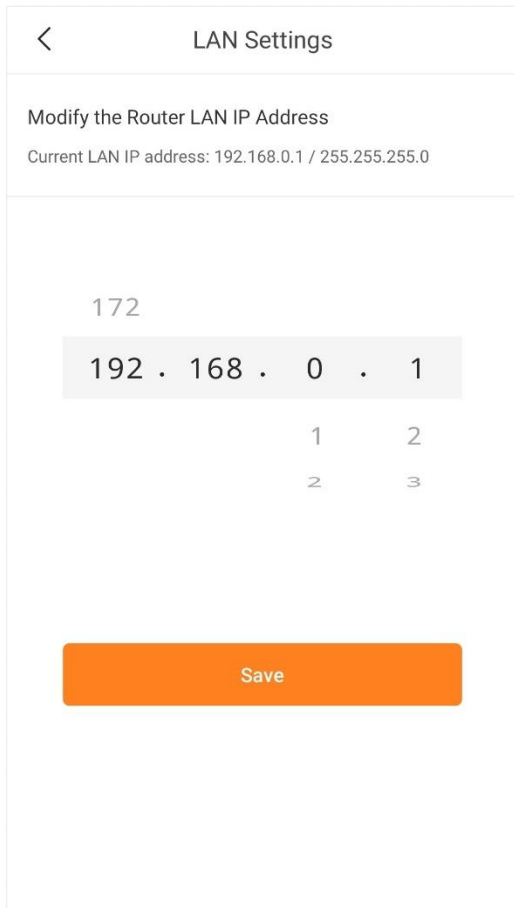 LAN Settings
Modify the Router LAN IP Address
Current LAN IP address: 192.168.0.1 / 255.255.255.0
172
192 . 168 . 0 . 1
1 2
2 3
Save